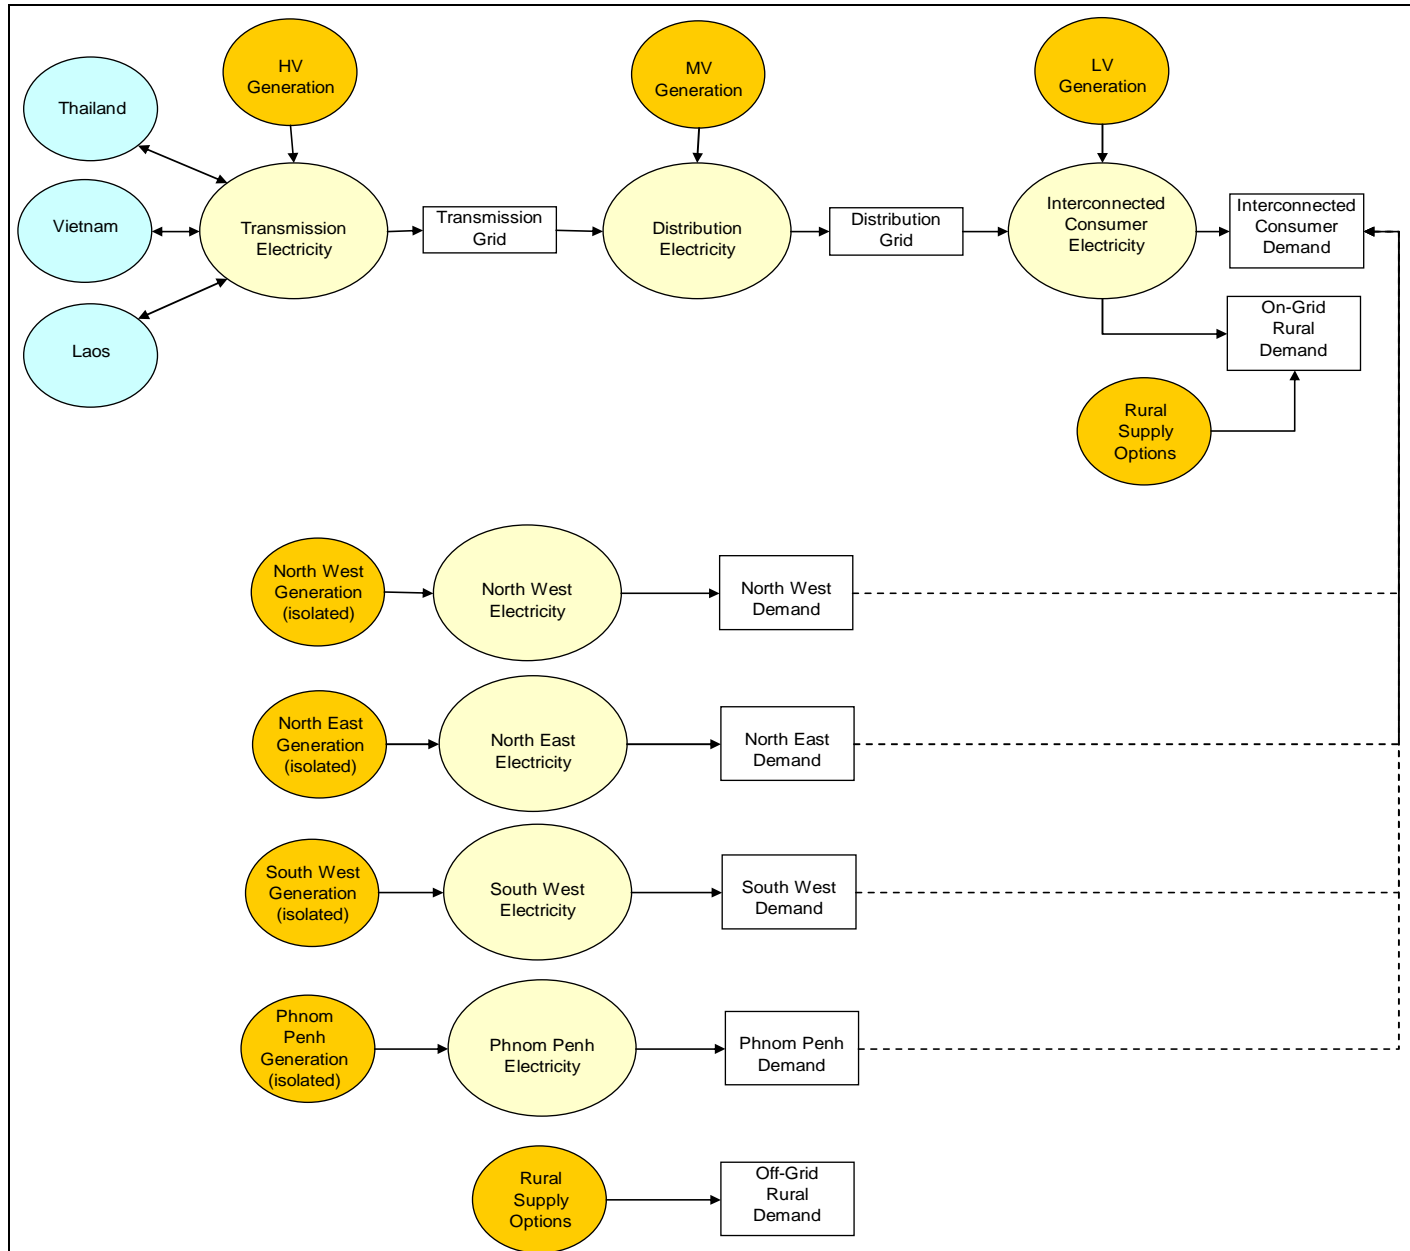 HV
Generation
MV
Generation
LV
Generation
Thailand
Vietnam
Laos
Transmission
Electricity
Transmission
Grid
Distribution
Electricity
Distribution
Grid
Interconnected
Consumer
Electricity
Interconnected
Consumer
Demand
On-Grid
Rural
Demand
Rural
Supply
Options
North West
Generation
(isolated)
North West
Electricity
North West
Demand
North East
Generation
(isolated)
North East
Electricity
North East
Demand
South West
Generation
(isolated)
South West
Electricity
South West
Demand
Phnom
Penh
Generation
(isolated)
Phnom Penh
Electricity
Phnom Penh
Demand
Rural
Supply
Options
Off-Grid
Rural
Demand